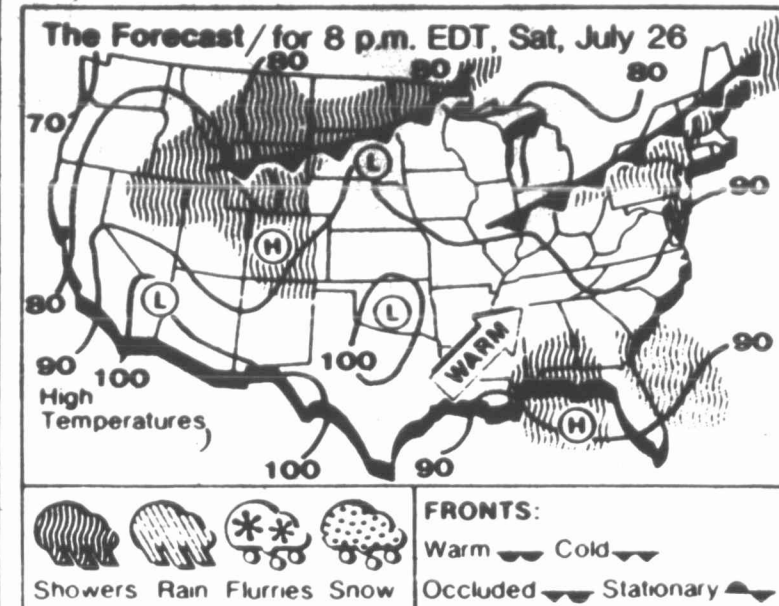 The Forecast / for 8 p.m. EDT, Sat, July 26
80
80
80
70
L
90
H
80
L
L
WARM
90
100
100
90
High
Temperatures
H
100
90
FRONTS:
Warm Cold
Showers Rain Flurries Snow
Occluded Stationary